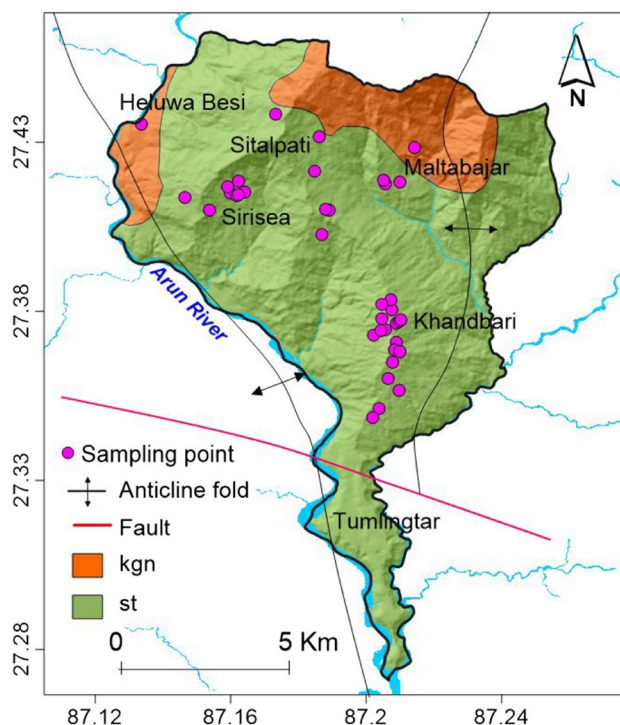 N
Heluwa Besi
27.43
Sitalpati
Maltabajar
Sirisea
Arun River
27.38
Khandbari
Sampling point
27.33
Anticline fold
Fault
Tumlingtar
kgn
st
0 5 Km
27.28
87.12 87.16 87.2 87.24